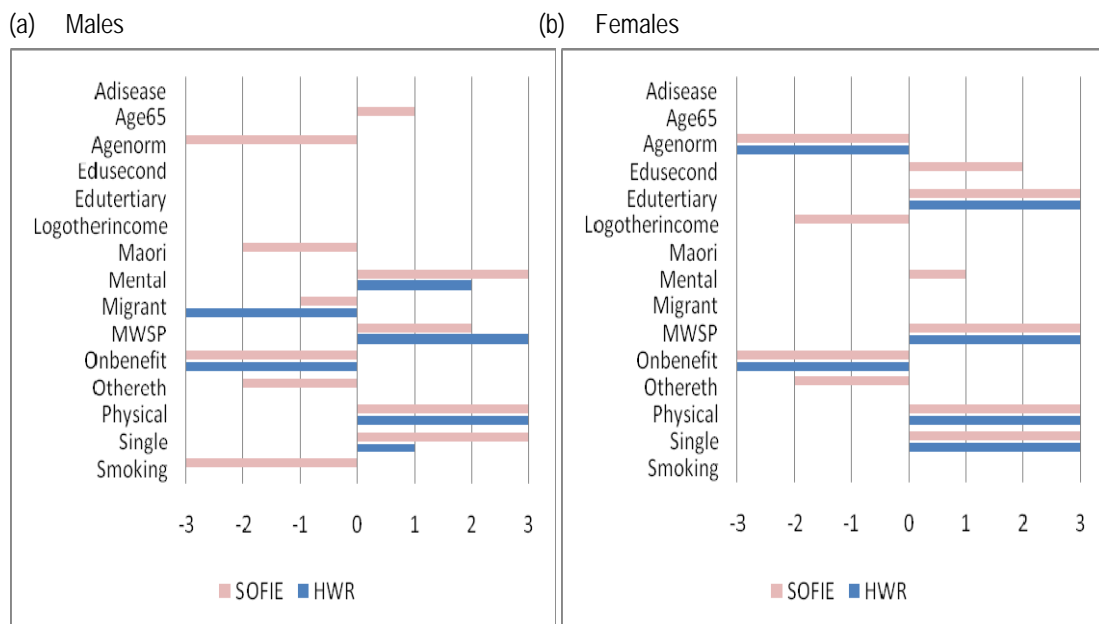 (a) Males
Adisease
Age65
Agenorm
Edusecond
Edutertiary
Logotherincome
Maori
Mental
Migrant
MWSP
Onbenefit
Othereth
Physical
Single
Smoking
-3 -2 -1 0 1 2 3
SOFIE HWR
(b) Females
Adisease
Age65
Agenorm
Edusecond
Edutertiary
Logotherincome
Maori
Mental
Migrant
MWSP
Onbenefit
Othereth
Physical
Single
Smoking
-3 -2 -1 0 1 2 3
SOFIE HWR